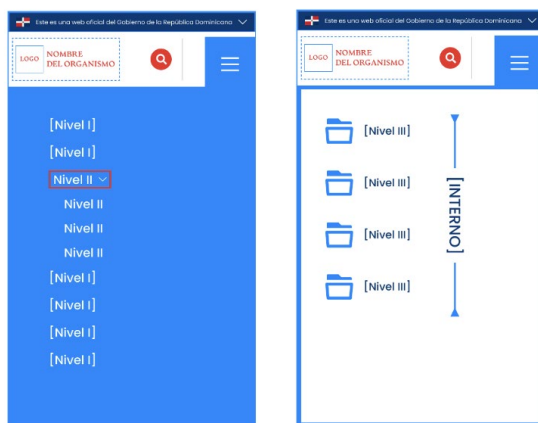 Este es una web oficial del Gobierno de la República Dominicana
LOGO
NOMBRE
DEL ORGANISMO
[Nivel I]
[Nivel I]
Nivel II
Nivel II
Nivel II
Nivel II
[Nivel I]
[Nivel I]
[Nivel I]
[Nivel I]
Este es una web oficial del Gobierno de la República Dominicana
LOGO
NOMBRE
DEL ORGANISMO
[Nivel III]
[Nivel III]
[Nivel III]
[Nivel III]
[INTERNO]